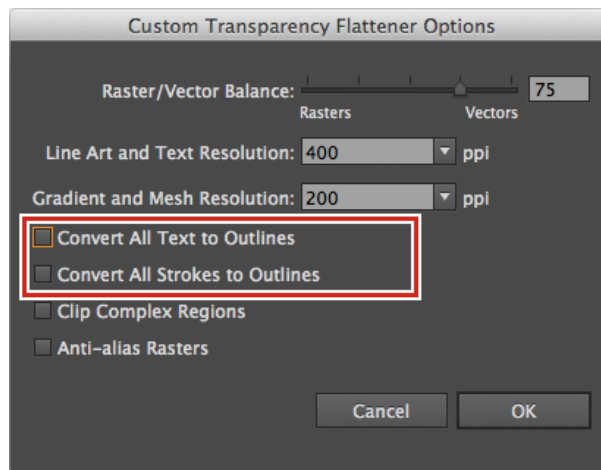 Custom Transparency Flattener Options
Raster/Vector Balance: 75
Rasters Vectors
Line Art and Text Resolution: 400 ppi
Gradient and Mesh Resolution: 200 ppi
Convert All Text to Outlines
Convert All Strokes to Outlines
Clip Complex Regions
Anti-alias Rasters
Cancel OK